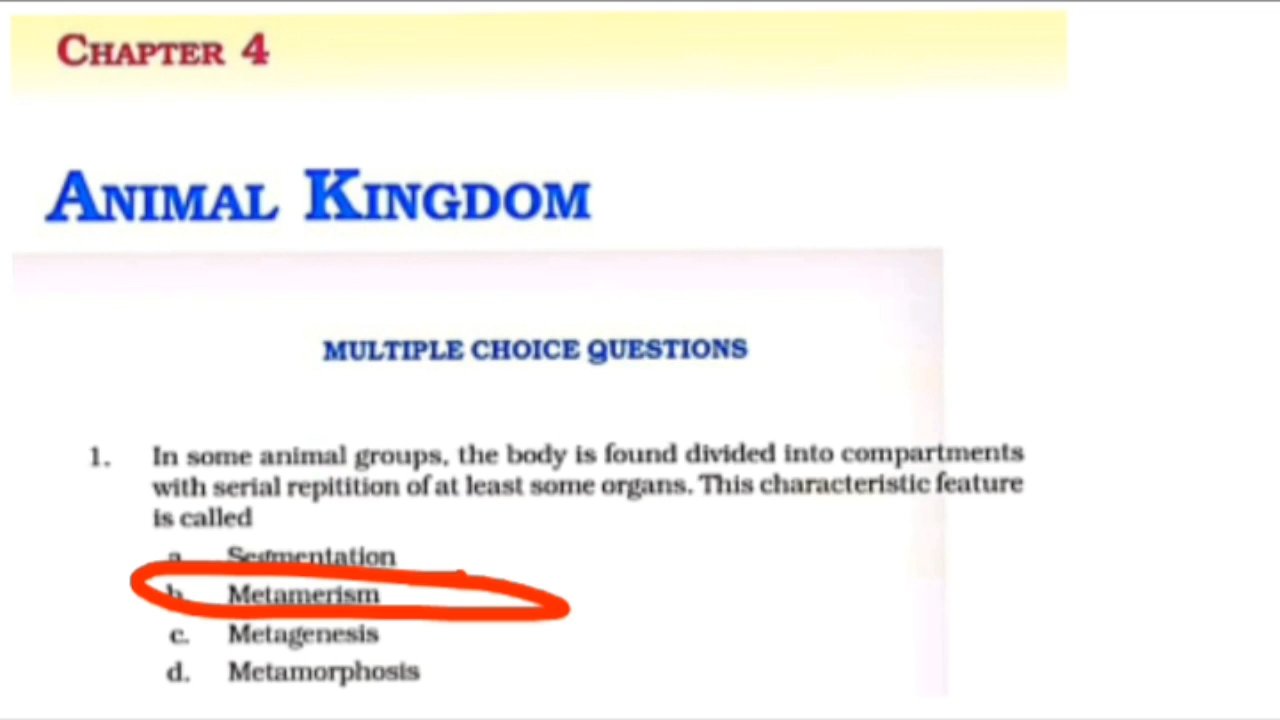 CHAPTER 4
ANIMAL KINGDOM
MULTIPLE CHOICE QUESTIONS
1. In some animal groups, the body is found divided into compartments
with serial repitition of at least some organs. This characteristic feature
is called
a. Segmentation
b. Metamerism
c. Metagenesis
d. Metamorphosis